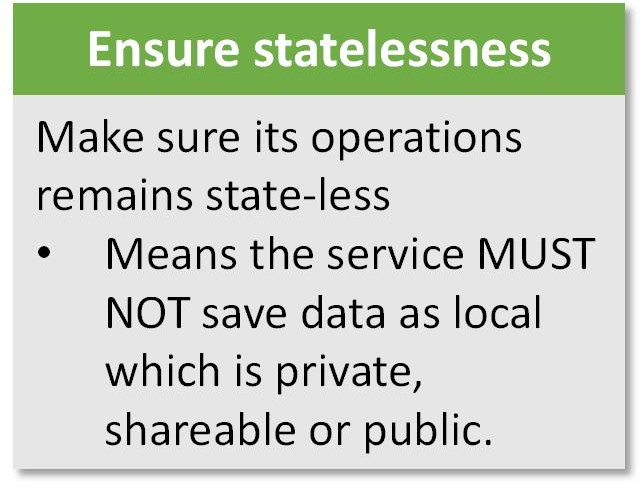 Ensure statelessness
Make sure its operations
remains state-less
• Means the service MUST
NOT save data as local
which is private,
shareable or public.